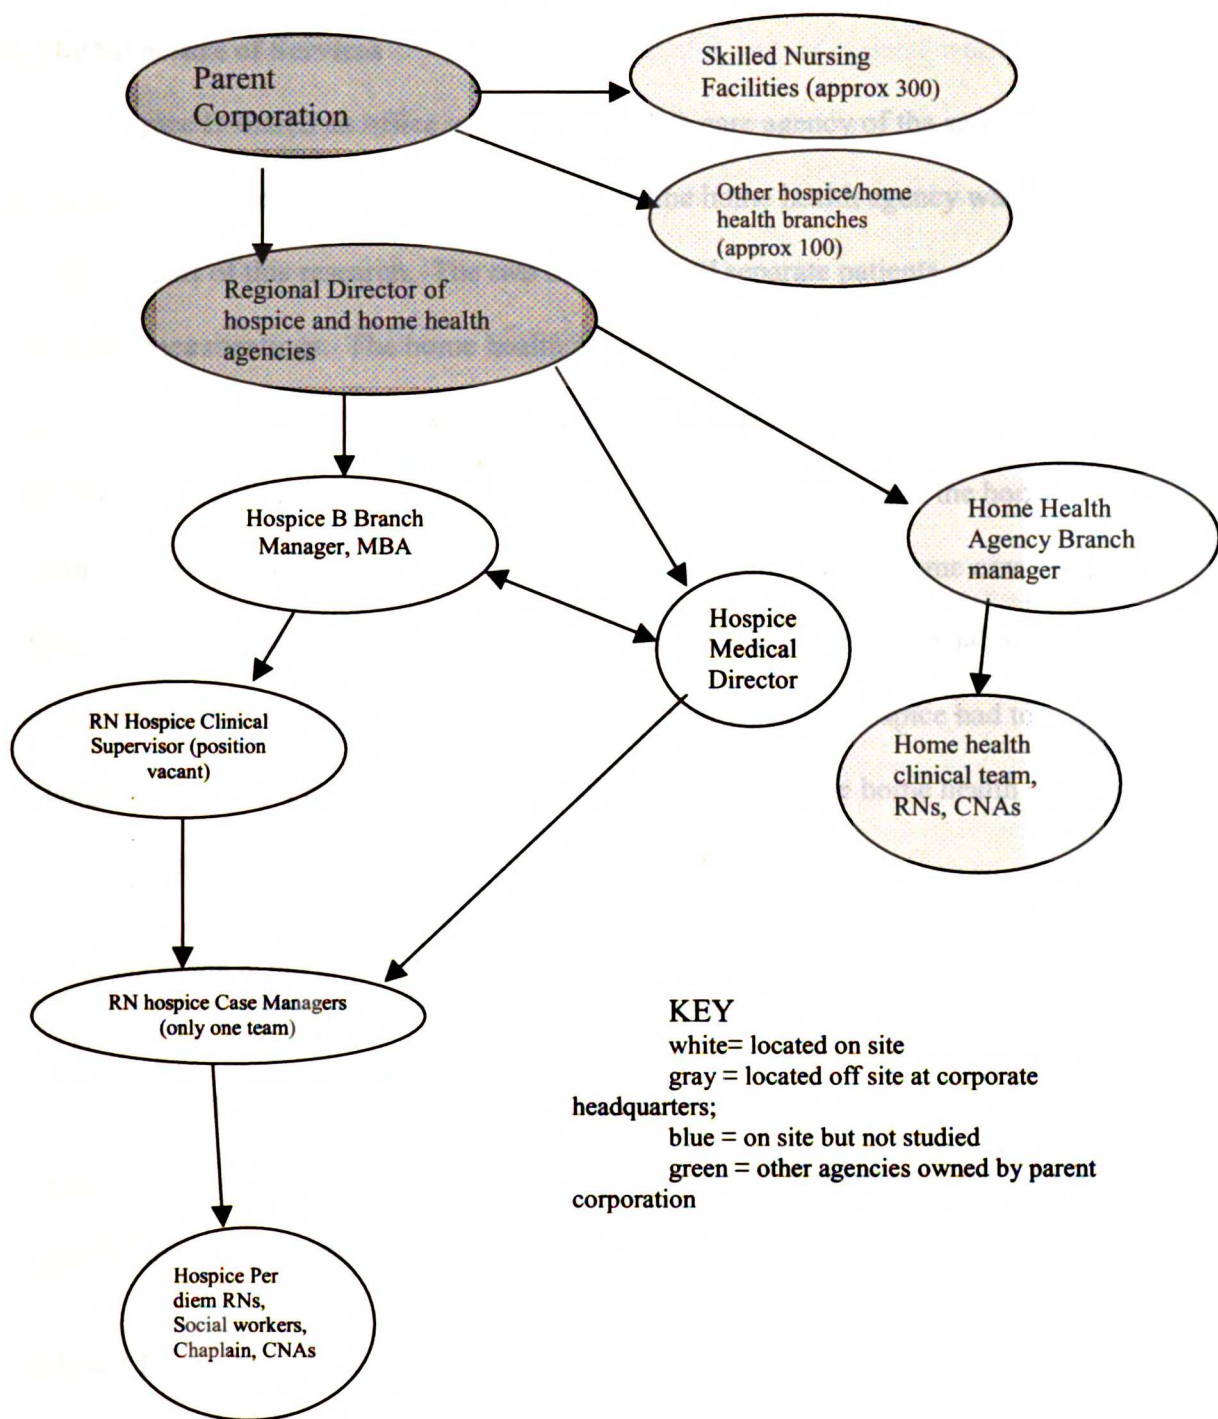 Parent
Corporation
Skilled Nursing
Facilities (approx 300)
Other hospice/home
health branches
(approx 100)
Regional Director of
hospice and home health
agencies
Hospice B Branch
Manager, MBA
Home Health
Agency Branch
manager
Hospice
Medical
Director
RN Hospice Clinical
Supervisor (position
vacant)
Home health
clinical team,
RNs, CNAs
RN hospice Case Managers
(only one team)
KEY
white= located on site
gray = located off site at corporate
headquarters;
blue = on site but not studied
green = other agencies owned by parent
corporation
Hospice Per
diem RNs,
Social workers,
Chaplain, CNAs